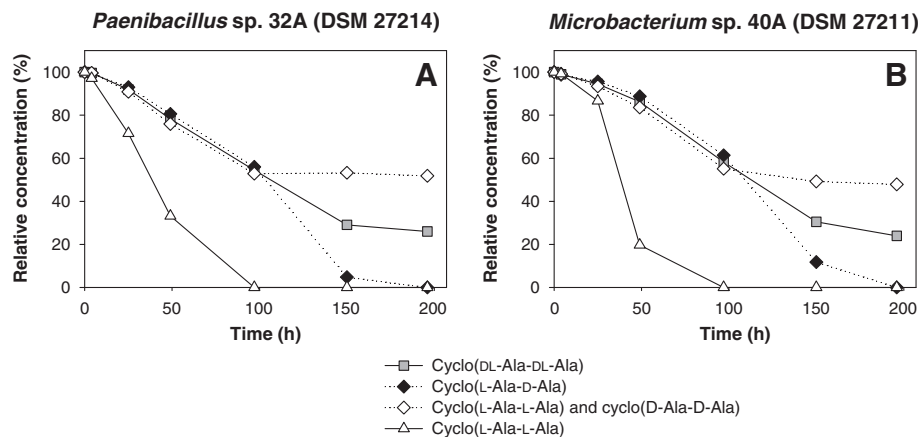 Paenibacillus sp. 32A (DSM 27214)
Microbacterium sp. 40A (DSM 27211)
A
B
Relative concentration (%)
100
80
60
40
20
0
0
50
100
150
200
Time (h)
Relative concentration (%)
100
80
60
40
20
0
0
50
100
150
200
Time (h)
Cyclo(DL-Ala-DL-Ala)
Cyclo(L-Ala-D-Ala)
Cyclo(L-Ala-L-Ala) and cyclo(D-Ala-D-Ala)
Cyclo(L-Ala-L-Ala)